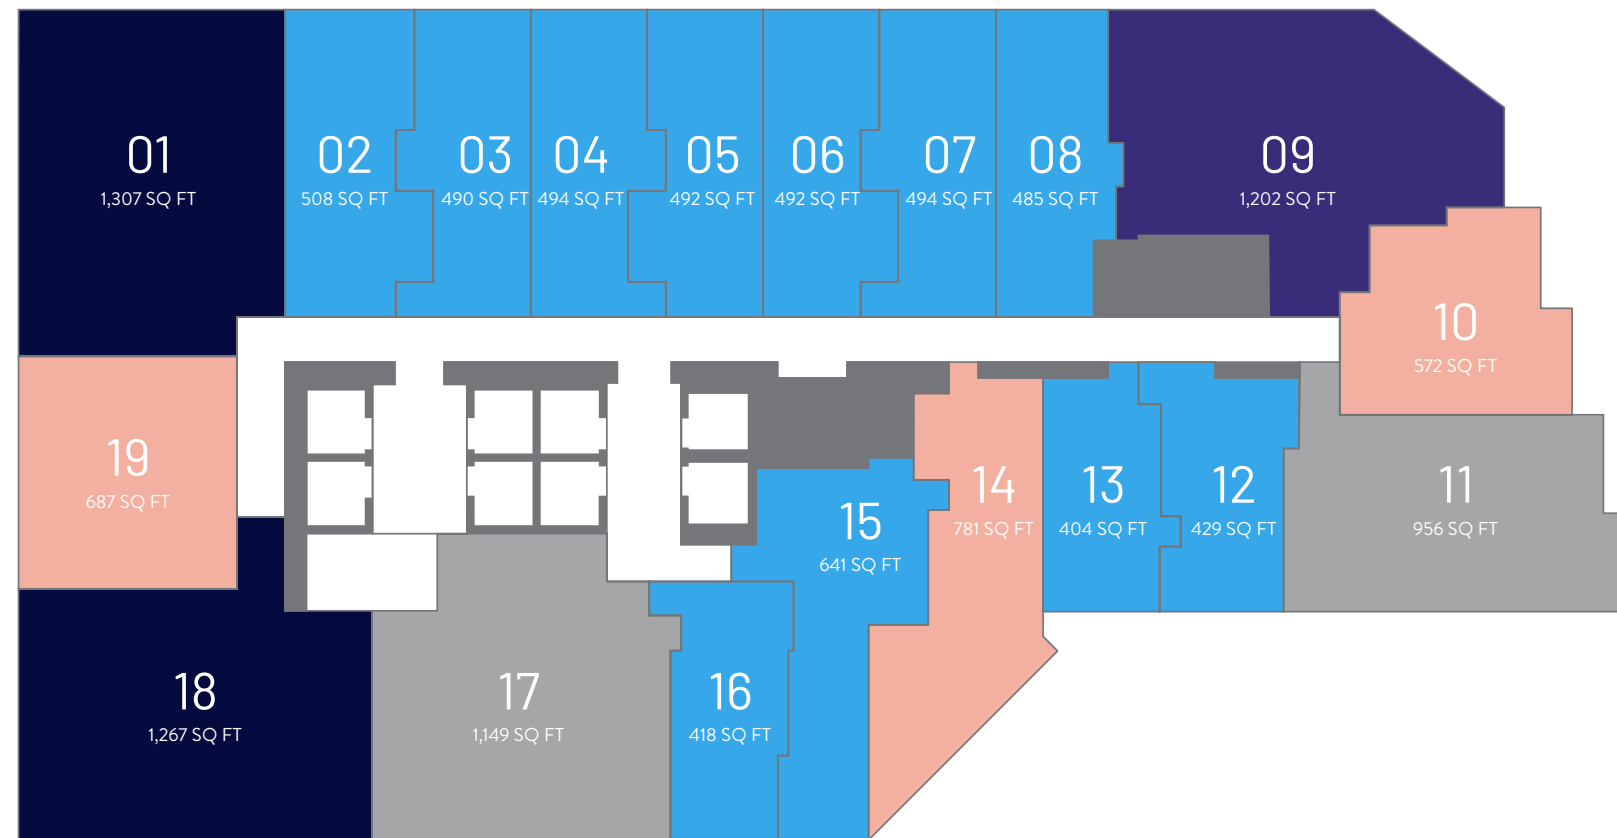 01
1,307 SQ FT
02
508 SQ FT
03
490 SQ FT
04
494 SQ FT
05
492 SQ FT
06
492 SQ FT
07
494 SQ FT
08
485 SQ FT
09
1,202 SQ FT
10
572 SQ FT
19
687 SQ FT
15
641 SQ FT
14
781 SQ FT
13
404 SQ FT
12
429 SQ FT
11
956 SQ FT
18
1,267 SQ FT
17
1,149 SQ FT
16
418 SQ FT